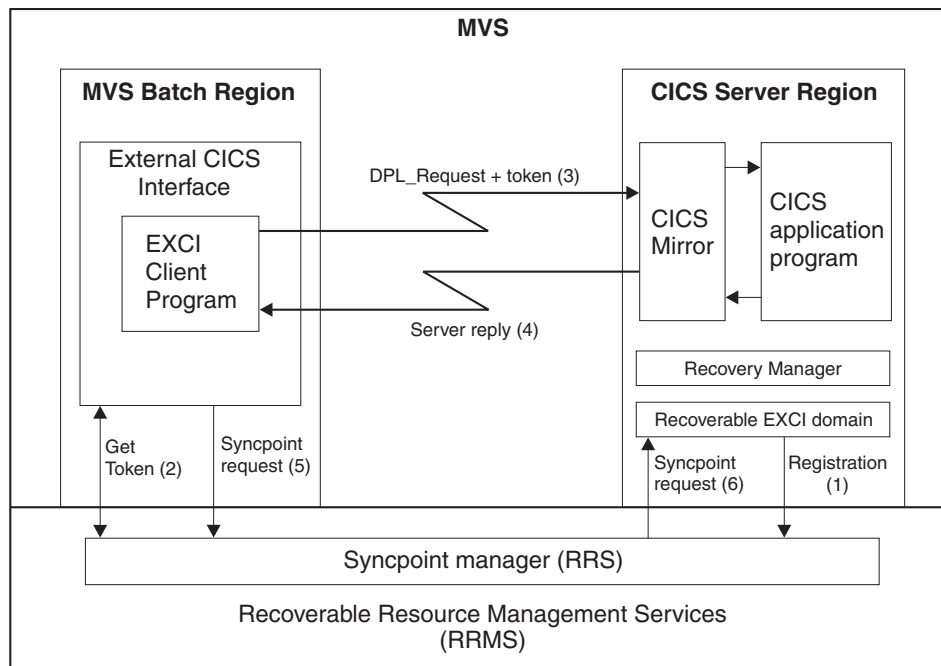 MVS
MVS Batch Region
CICS Server Region
External CICS
Interface
EXCI
Client
Program
DPL_Request + token (3)
Server reply (4)
CICS
Mirror
CICS
application
program
Recovery Manager
Recoverable EXCI domain
Get
Token (2)
Syncpoint
request (5)
Syncpoint
request (6)
Registration
(1)
Syncpoint manager (RRS)
Recoverable Resource Management Services
(RRMS)